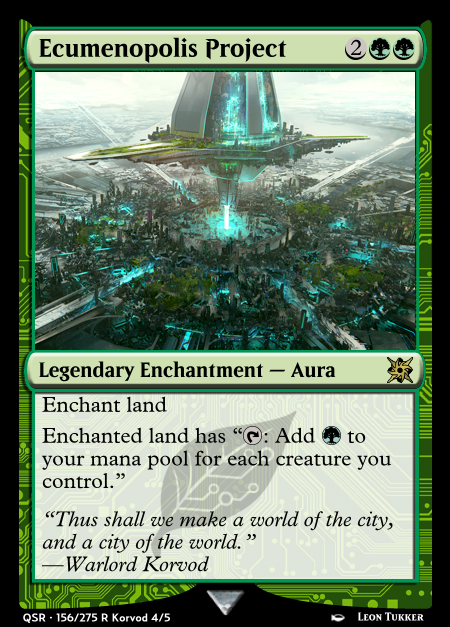 Ecumenopolis Project 2
Legendary Enchantment — Aura
Enchant land
Enchanted land has “: Add to
your mana pool for each creature you
control.”
“Thus shall we make a world of the city,
and a city of the world.”
—Warlord Korvod
QSR • 156/275 R Korvod 4/5
Leon Tukker